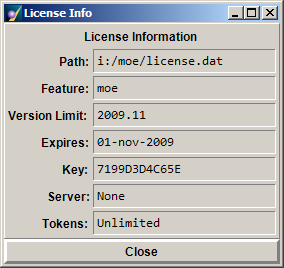 License Info
License Information
Path: i:/moe/license.dat
Feature: moe
Version Limit: 2009.11
Expires: 01-nov-2009
Key: 7199D3D4C65E
Server: None
Tokens: Unlimited
Close